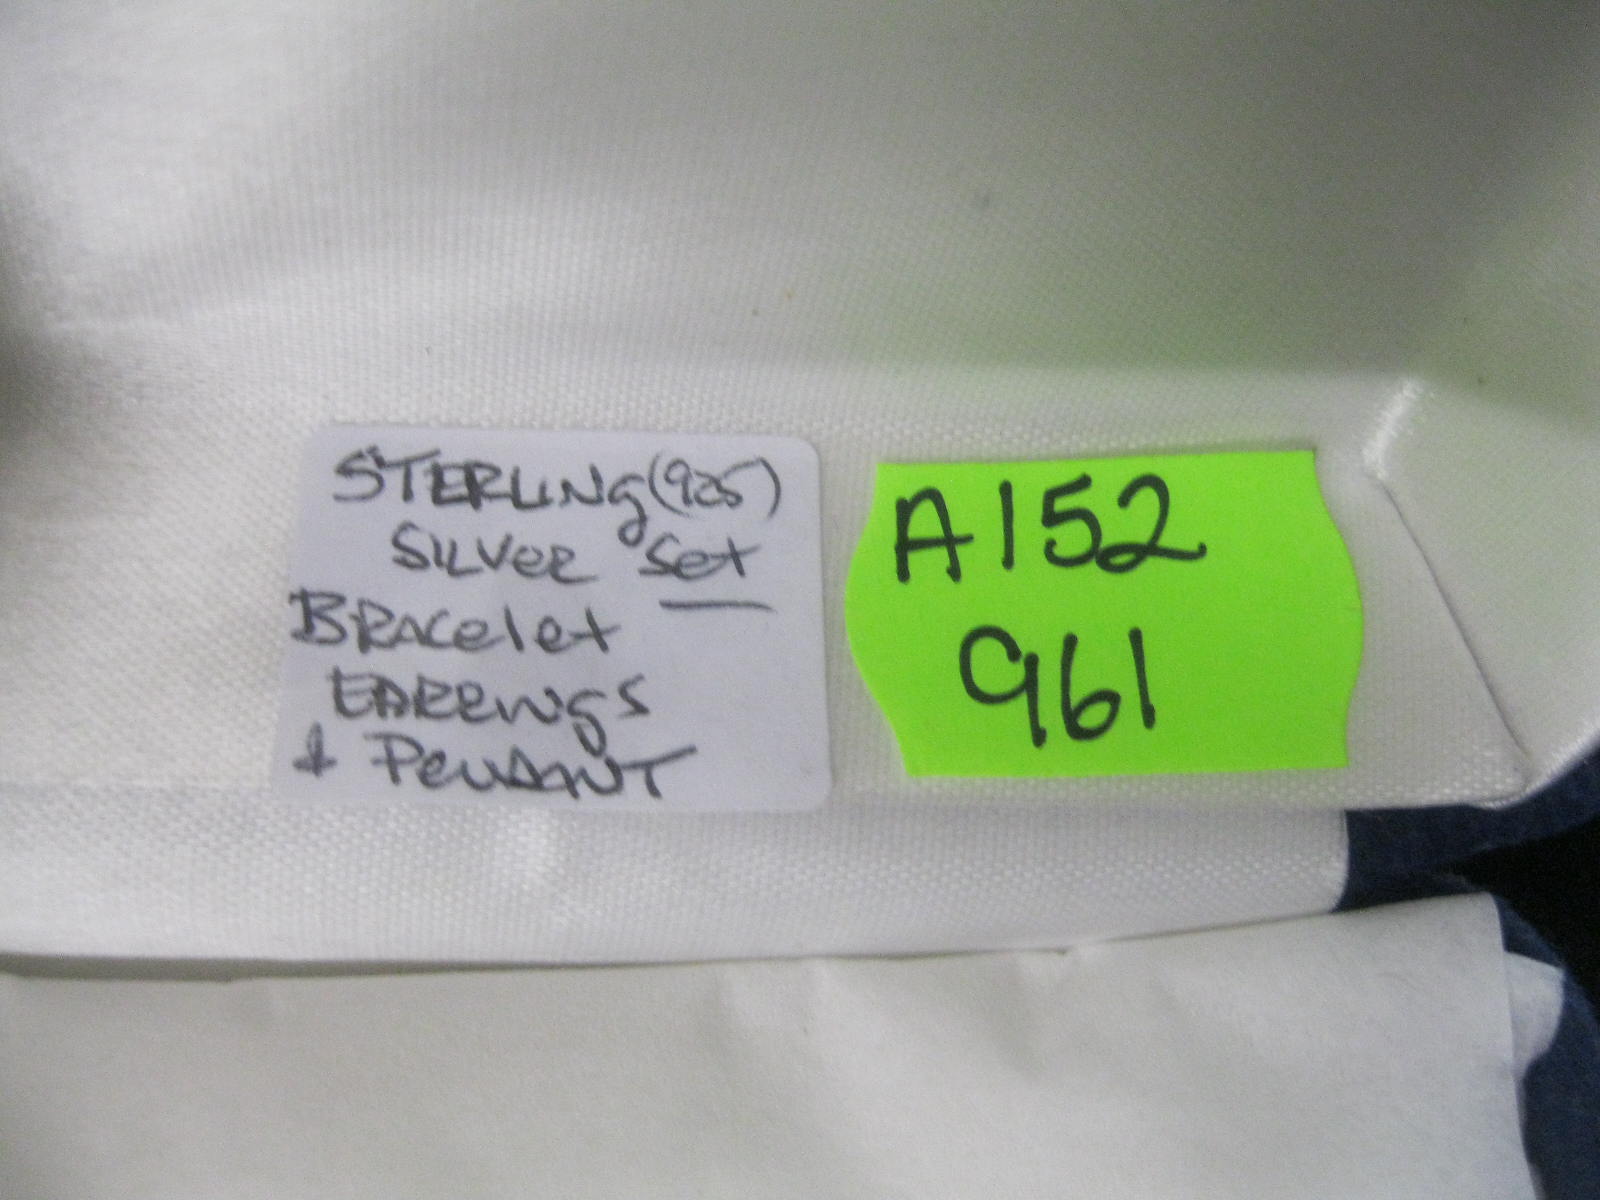 STERLING (925)
SILVER Set
BRACelet
EARRINGS
& PENDANT
A152
961